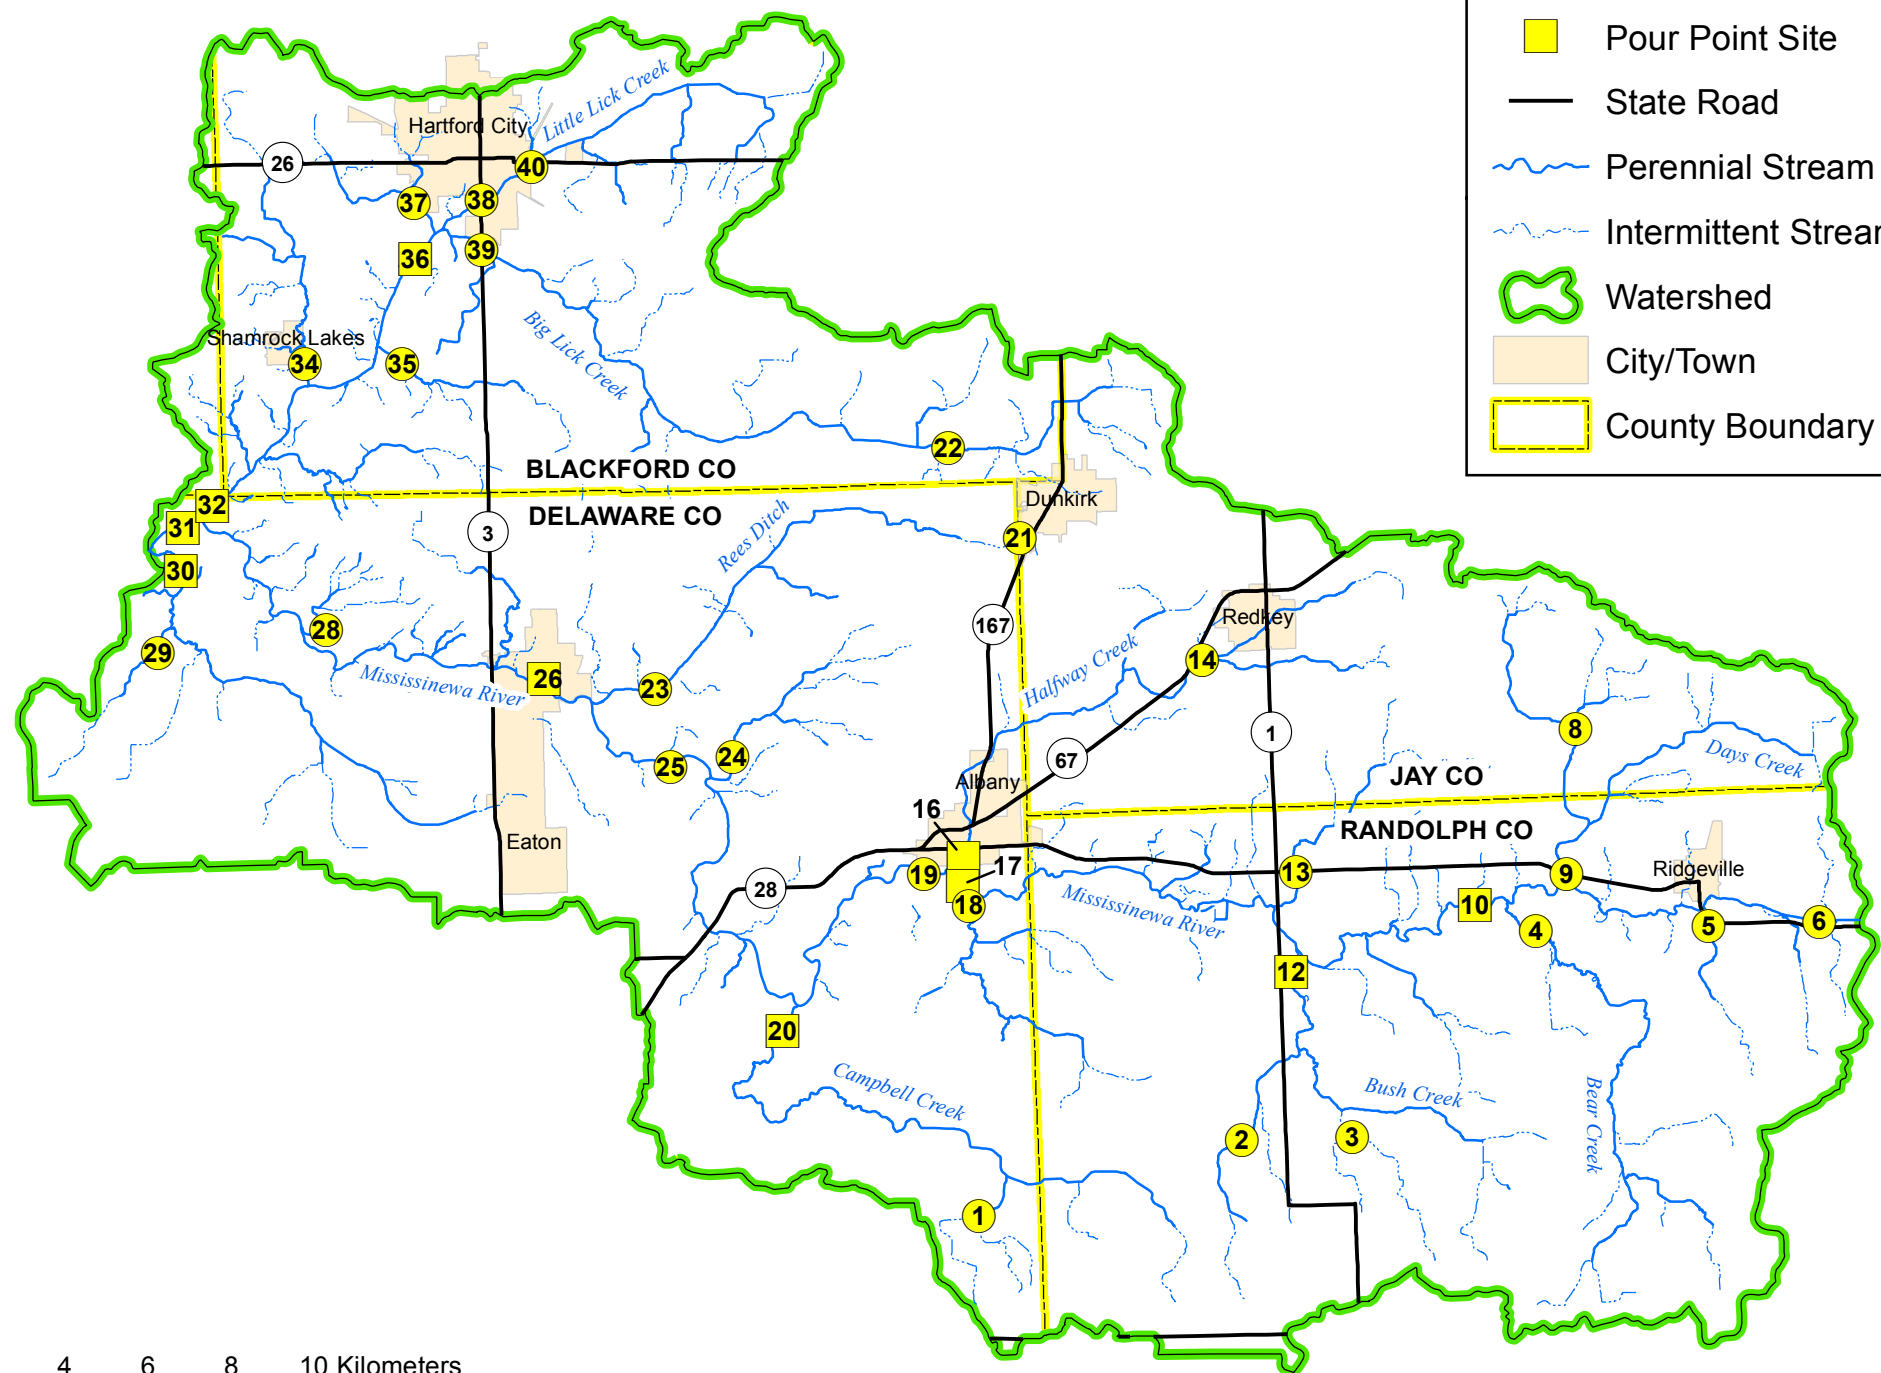 Pour Point Site
State Road
Perennial Stream
Intermittent Strear
Watershed
City/Town
County Boundary
Little Lick Creek
Hartford City
26
40
37
38
39
36
Shamrock Lakes
34
35
Big Lick Creek
22
BLACKFORD CO
DELAWARE CO
Dunkirk
32
31
30
3
Rees Ditch
21
28
29
Mississinewa River
26
23
167
Halfway Creek
Redkey
14
25
24
67
1
8
Days Creek
Albany
JAY CO
RANDOLPH CO
16
17
Eaton
28
19
18
Mississinewa River
13
9
Ridgeville
10
4
5
6
12
20
Campbell Creek
Bush Creek
Bear Creek
2
3
1
4 6 8 10 Kilometers